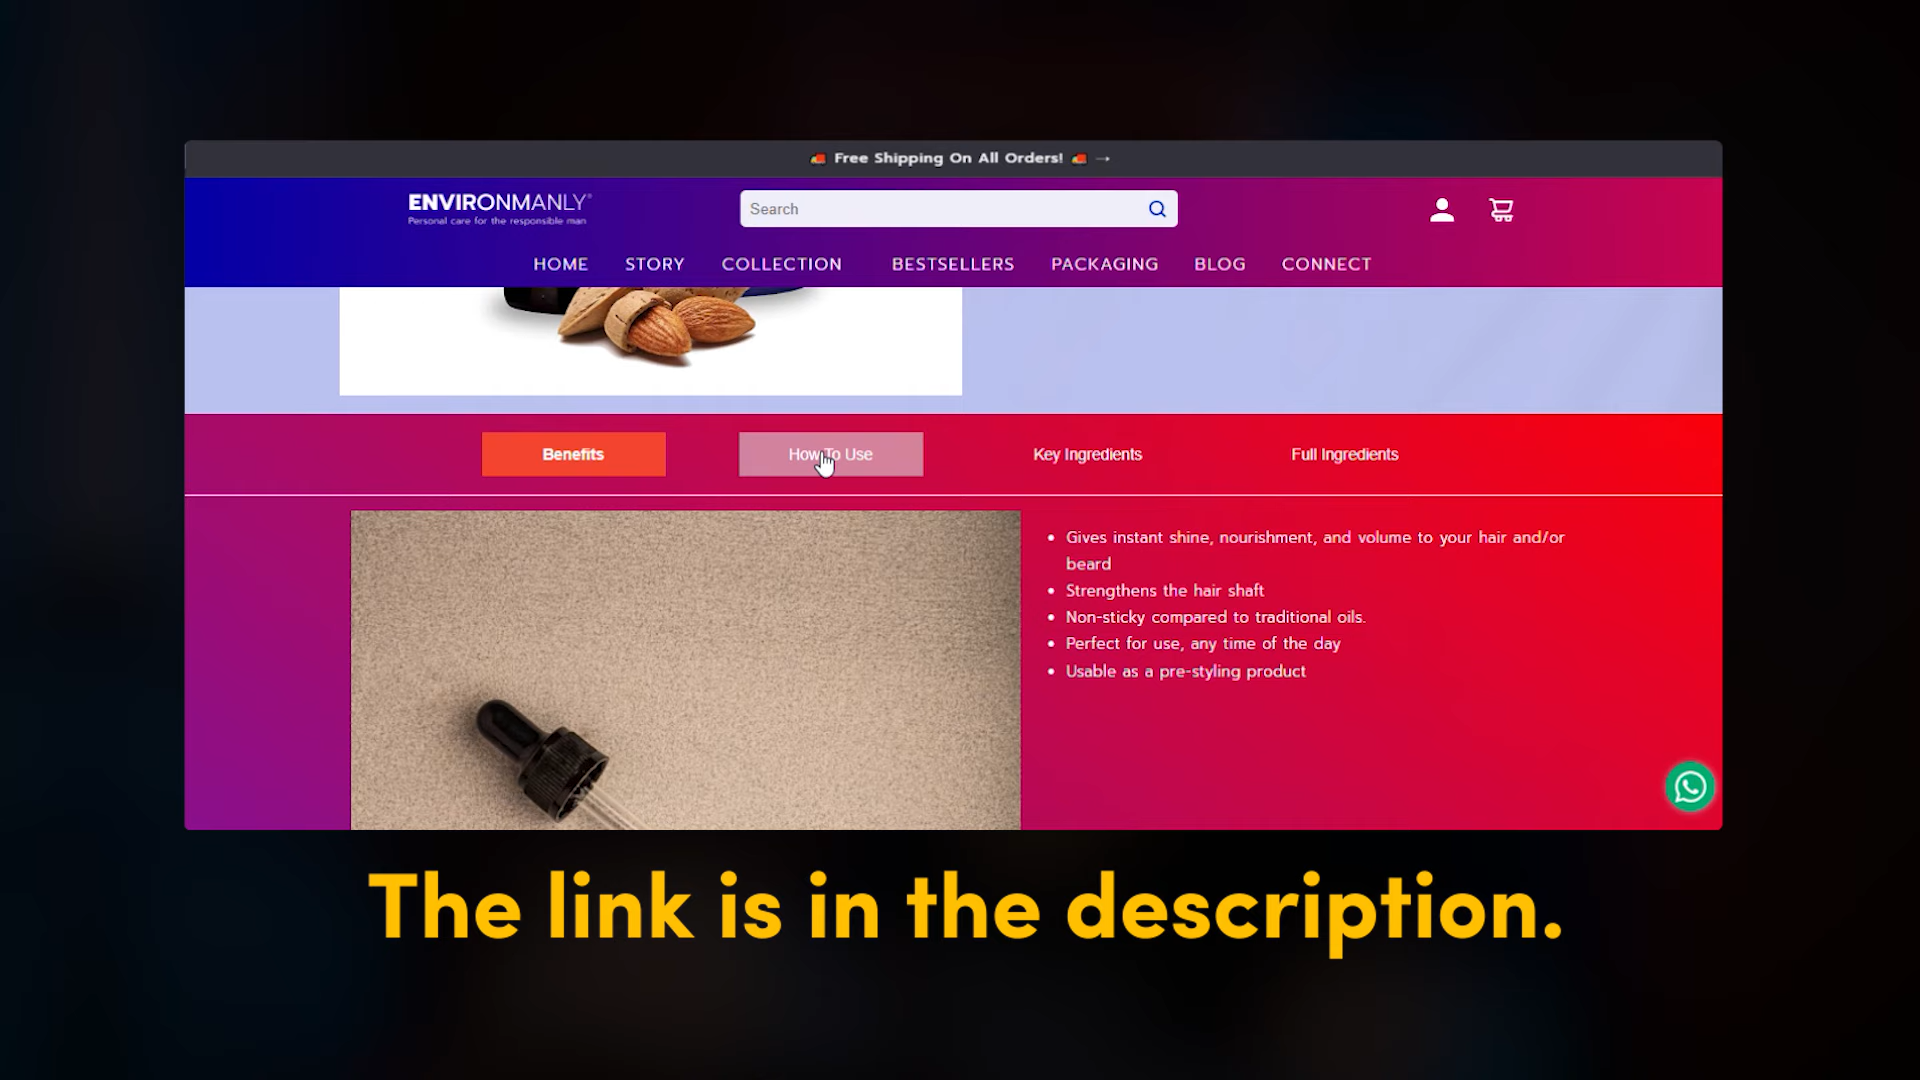 Free Shipping On All Orders! →
ENVIRONMANLY®
Personal care for the responsible man
Search
HOME STORY COLLECTION BESTSELLERS PACKAGING BLOG CONNECT
Benefits How To Use Key Ingredients Full Ingredients
• Gives instant shine, nourishment, and volume to your hair and/or
beard
• Strengthens the hair shaft
• Non-sticky compared to traditional oils.
• Perfect for use, any time of the day
• Usable as a pre-styling product
The link is in the description.